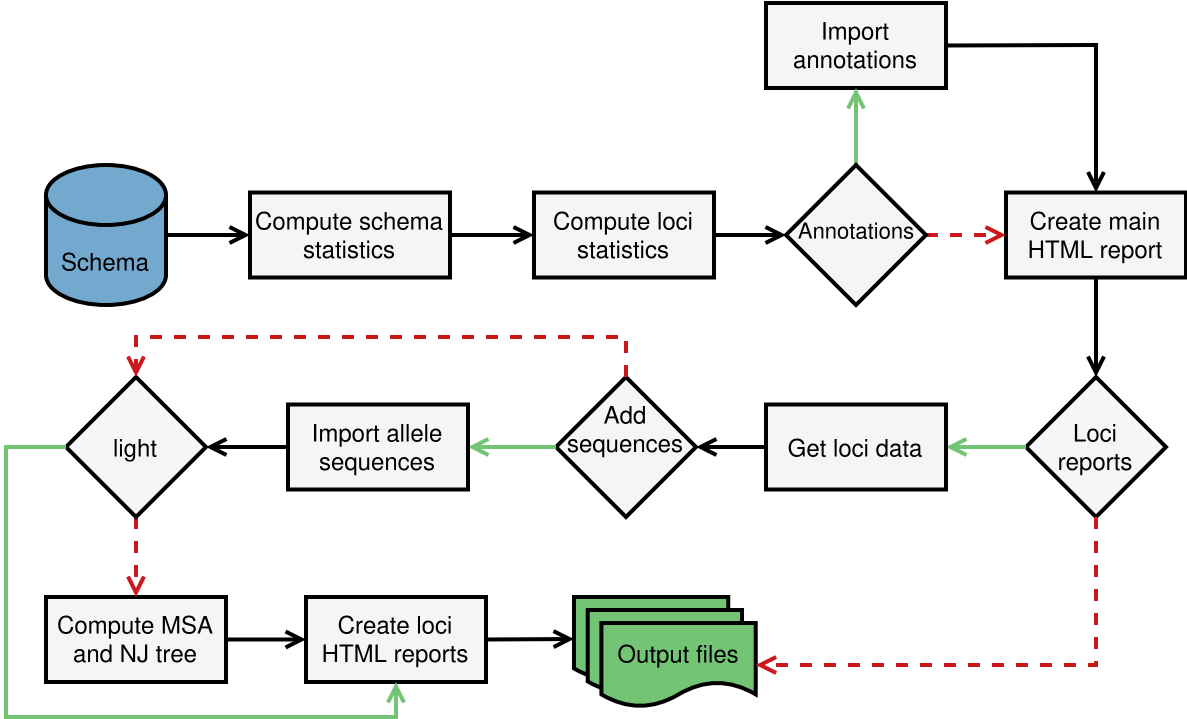 Import
annotations
Schema
Compute schema
statistics
Compute loci
statistics
Annotations
Create main
HTML report
light
Import allele
sequences
Add
sequences
Get loci data
Loci
reports
Compute MSA
and NJ tree
Create loci
HTML reports
Output files